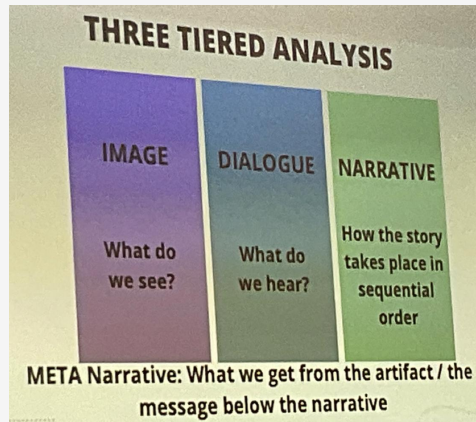 THREE TIERED ANALYSIS
IMAGE
What do
we see?
DIALOGUE
What do
we hear?
NARRATIVE
How the story
takes place in
sequential
order
META Narrative: What we get from the artifact / the
message below the narrative